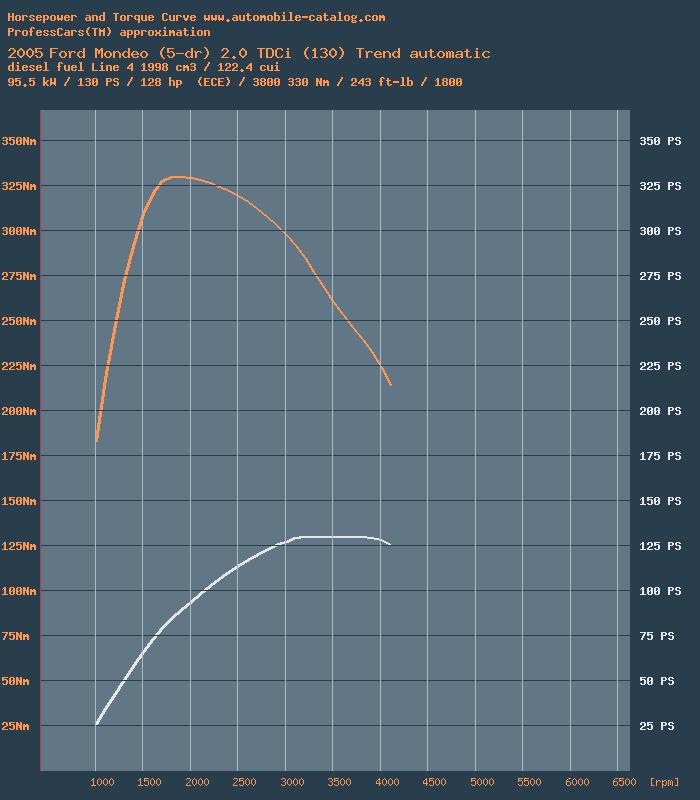 Horsepower and Torque Curve www.automobile-catalog.com
ProfessCars(TM) approximation
2005 Ford Mondeo (5-dr) 2.0 TDCi (130) Trend automatic
diesel fuel Line 4 1998 cm3 / 122.4 cui
95.5 kW / 130 PS / 128 hp (ECE) / 3800 330 Nm / 243 ft-lb / 1800
350Nm 350 PS
325Nm 325 PS
300Nm 300 PS
275Nm 275 PS
250Nm 250 PS
225Nm 225 PS
200Nm 200 PS
175Nm 175 PS
150Nm 150 PS
125Nm 125 PS
100Nm 100 PS
75Nm 75 PS
50Nm 50 PS
25Nm 25 PS
1000 1500 2000 2500 3000 3500 4000 4500 5000 5500 6000 6500 [rpm]